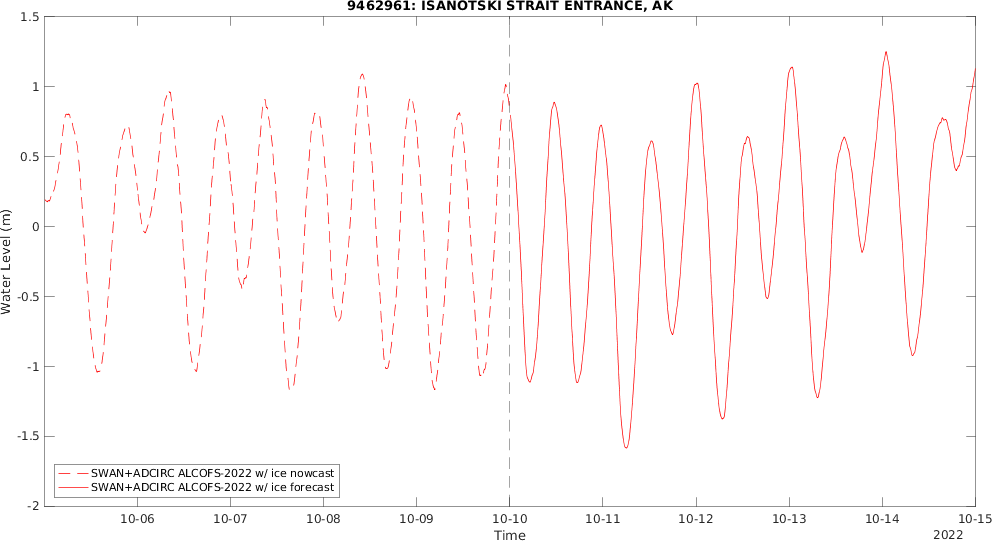 9462961: ISANOTSKI STRAIT ENTRANCE, AK
1.5
1
0.5
0
-0.5
-1
-1.5
-2
Water Level (m)
SWAN+ADCIRC ALCOFS-2022 w/ ice nowcast
SWAN+ADCIRC ALCOFS-2022 w/ ice forecast
10-06 10-07 10-08 10-09 10-10 10-11 10-12 10-13 10-14 10-15
Time
2022